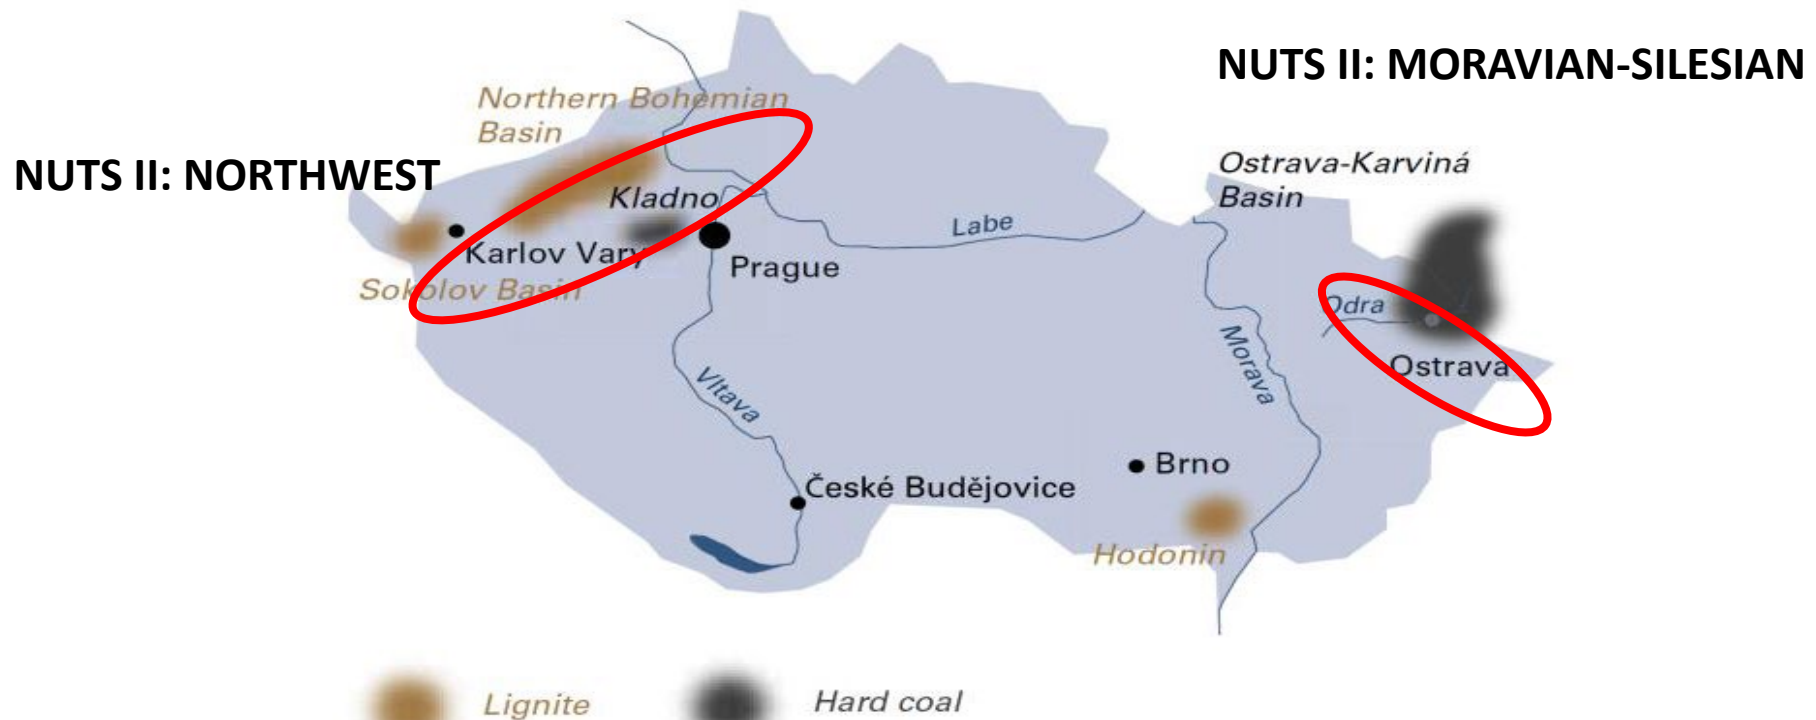 NUTS II: MORAVIAN-SILESIAN
Northern Bohemian
Basin
NUTS II: NORTHWEST
Ostrava-Karviná
Basin
Kladno
Labe
Karlov Vary
Prague
Sokolov Basin
Odra
Morava
Ostrava
Vltava
Brno
České Budějovice
Hodonin
Lignite
Hard coal